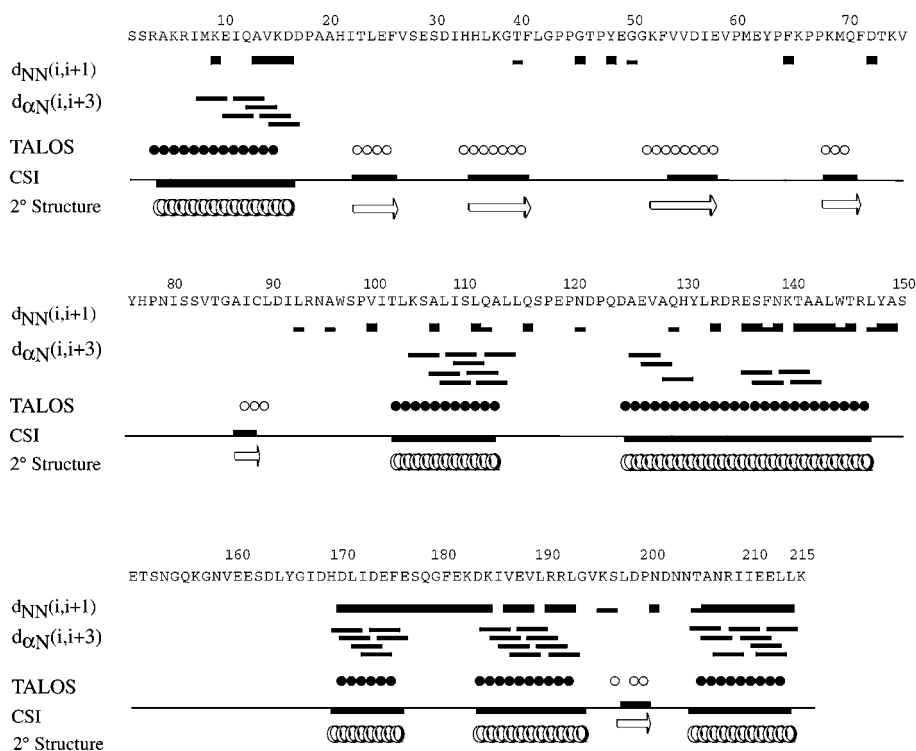 10 20 30 40 50 60 70
SSRAKRIMKEIQAVKDDPAAHITLEFVSESDIHHLKGTFLGPPGTPYEGGKFVVDIEVPMEYPFKPPKMQFDTKV
dNN(i,i+1)
dαN(i,i+3)
TALOS
CSI
2° Structure
80 90 100 110 120 130 140 150
YHPNISSVTGAICLDILRNAWSPVITLKSALISLQALLQSPEPNDPQDAEVAQHYLRDRESFNKTAALWTRLYAS
dNN(i,i+1)
dαN(i,i+3)
TALOS
CSI
2° Structure
160 170 180 190 200 210 215
ETSNGQKGNVEESDLYGIDHDLIDEFESQGFEKDKIVEVLRRLGVKSLDPNDNNTANRIIEELLK
dNN(i,i+1)
dαN(i,i+3)
TALOS
CSI
2° Structure